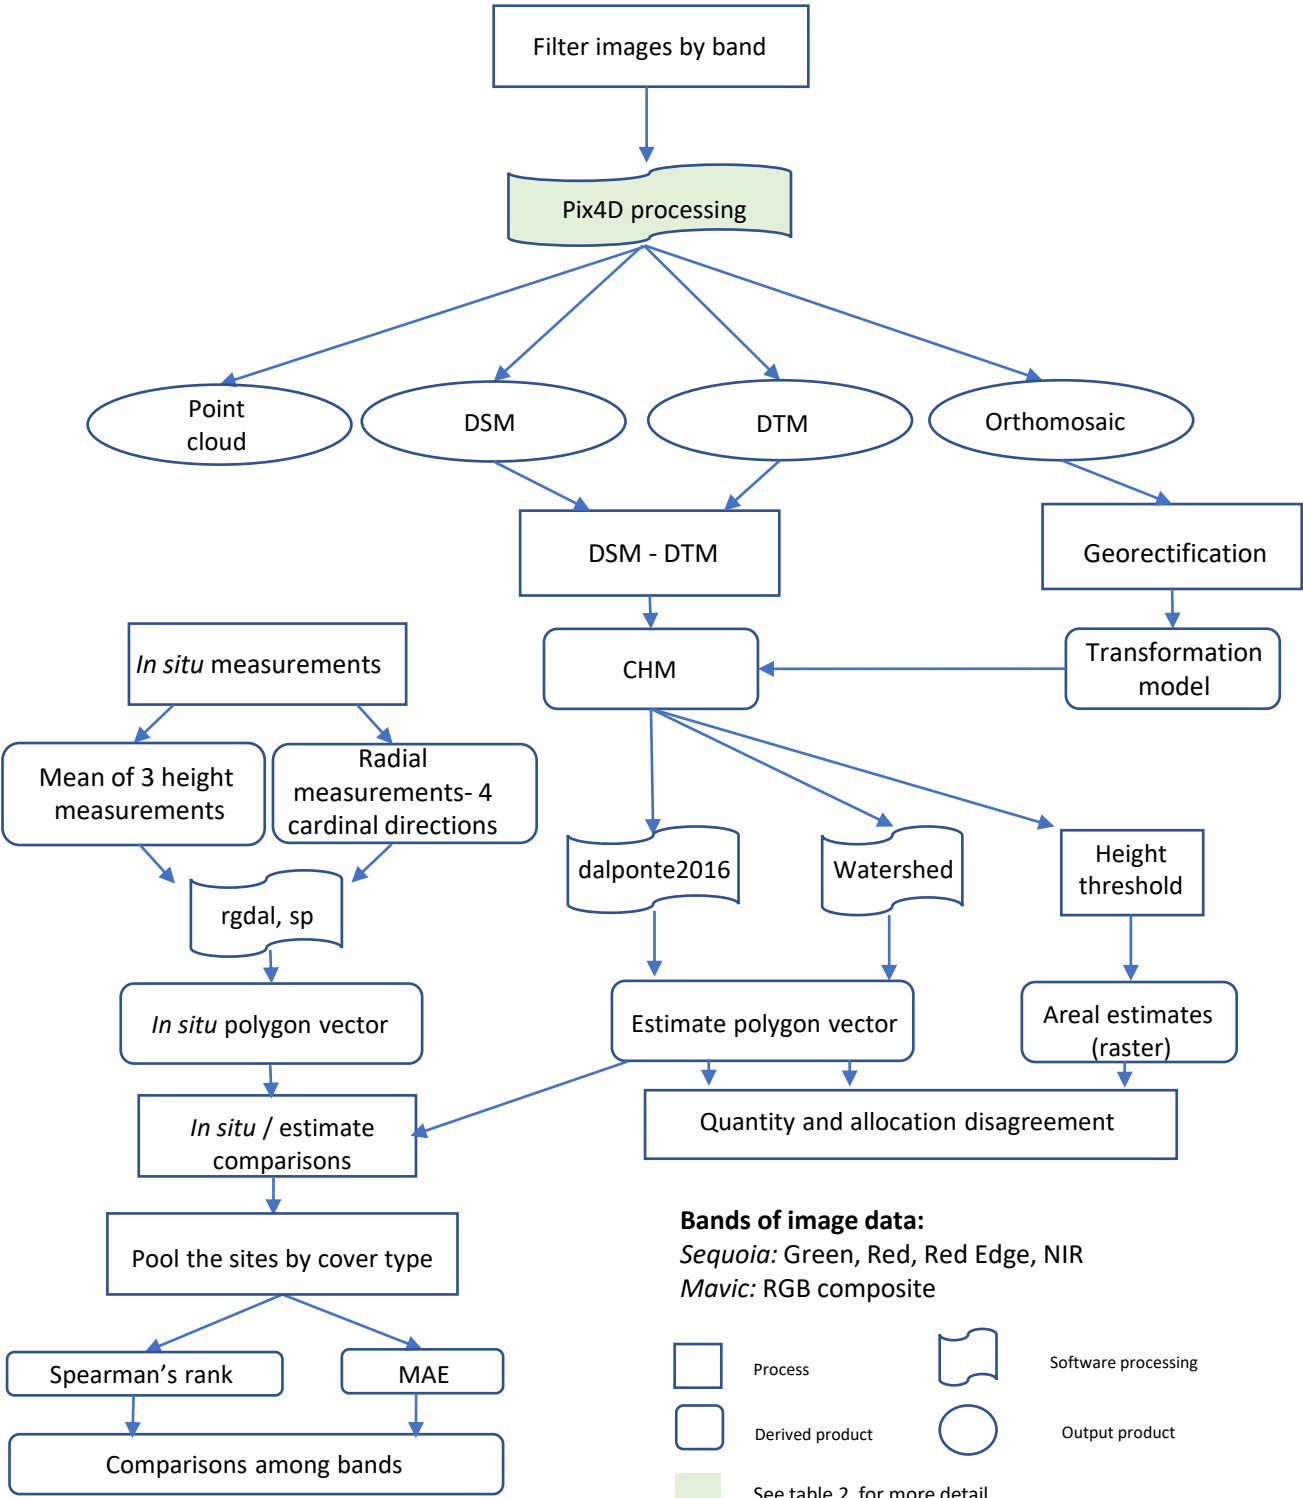 Filter images by band
Pix4D processing
Point
cloud
DSM
DTM
Orthomosaic
DSM - DTM
Georectification
In situ measurements
CHM
Transformation
model
Mean of 3 height
measurements
Radial
measurements- 4
cardinal directions
dalponte2016
Watershed
Height
threshold
rgdal, sp
In situ polygon vector
Estimate polygon vector
Areal estimates
(raster)
In situ / estimate
comparisons
Quantity and allocation disagreement
Pool the sites by cover type
Bands of image data:
Sequoia: Green, Red, Red Edge, NIR
Mavic: RGB composite
Spearman's rank
MAE
Comparisons among bands
Process
Software processing
Derived product
Output product
See table 2. for more detail